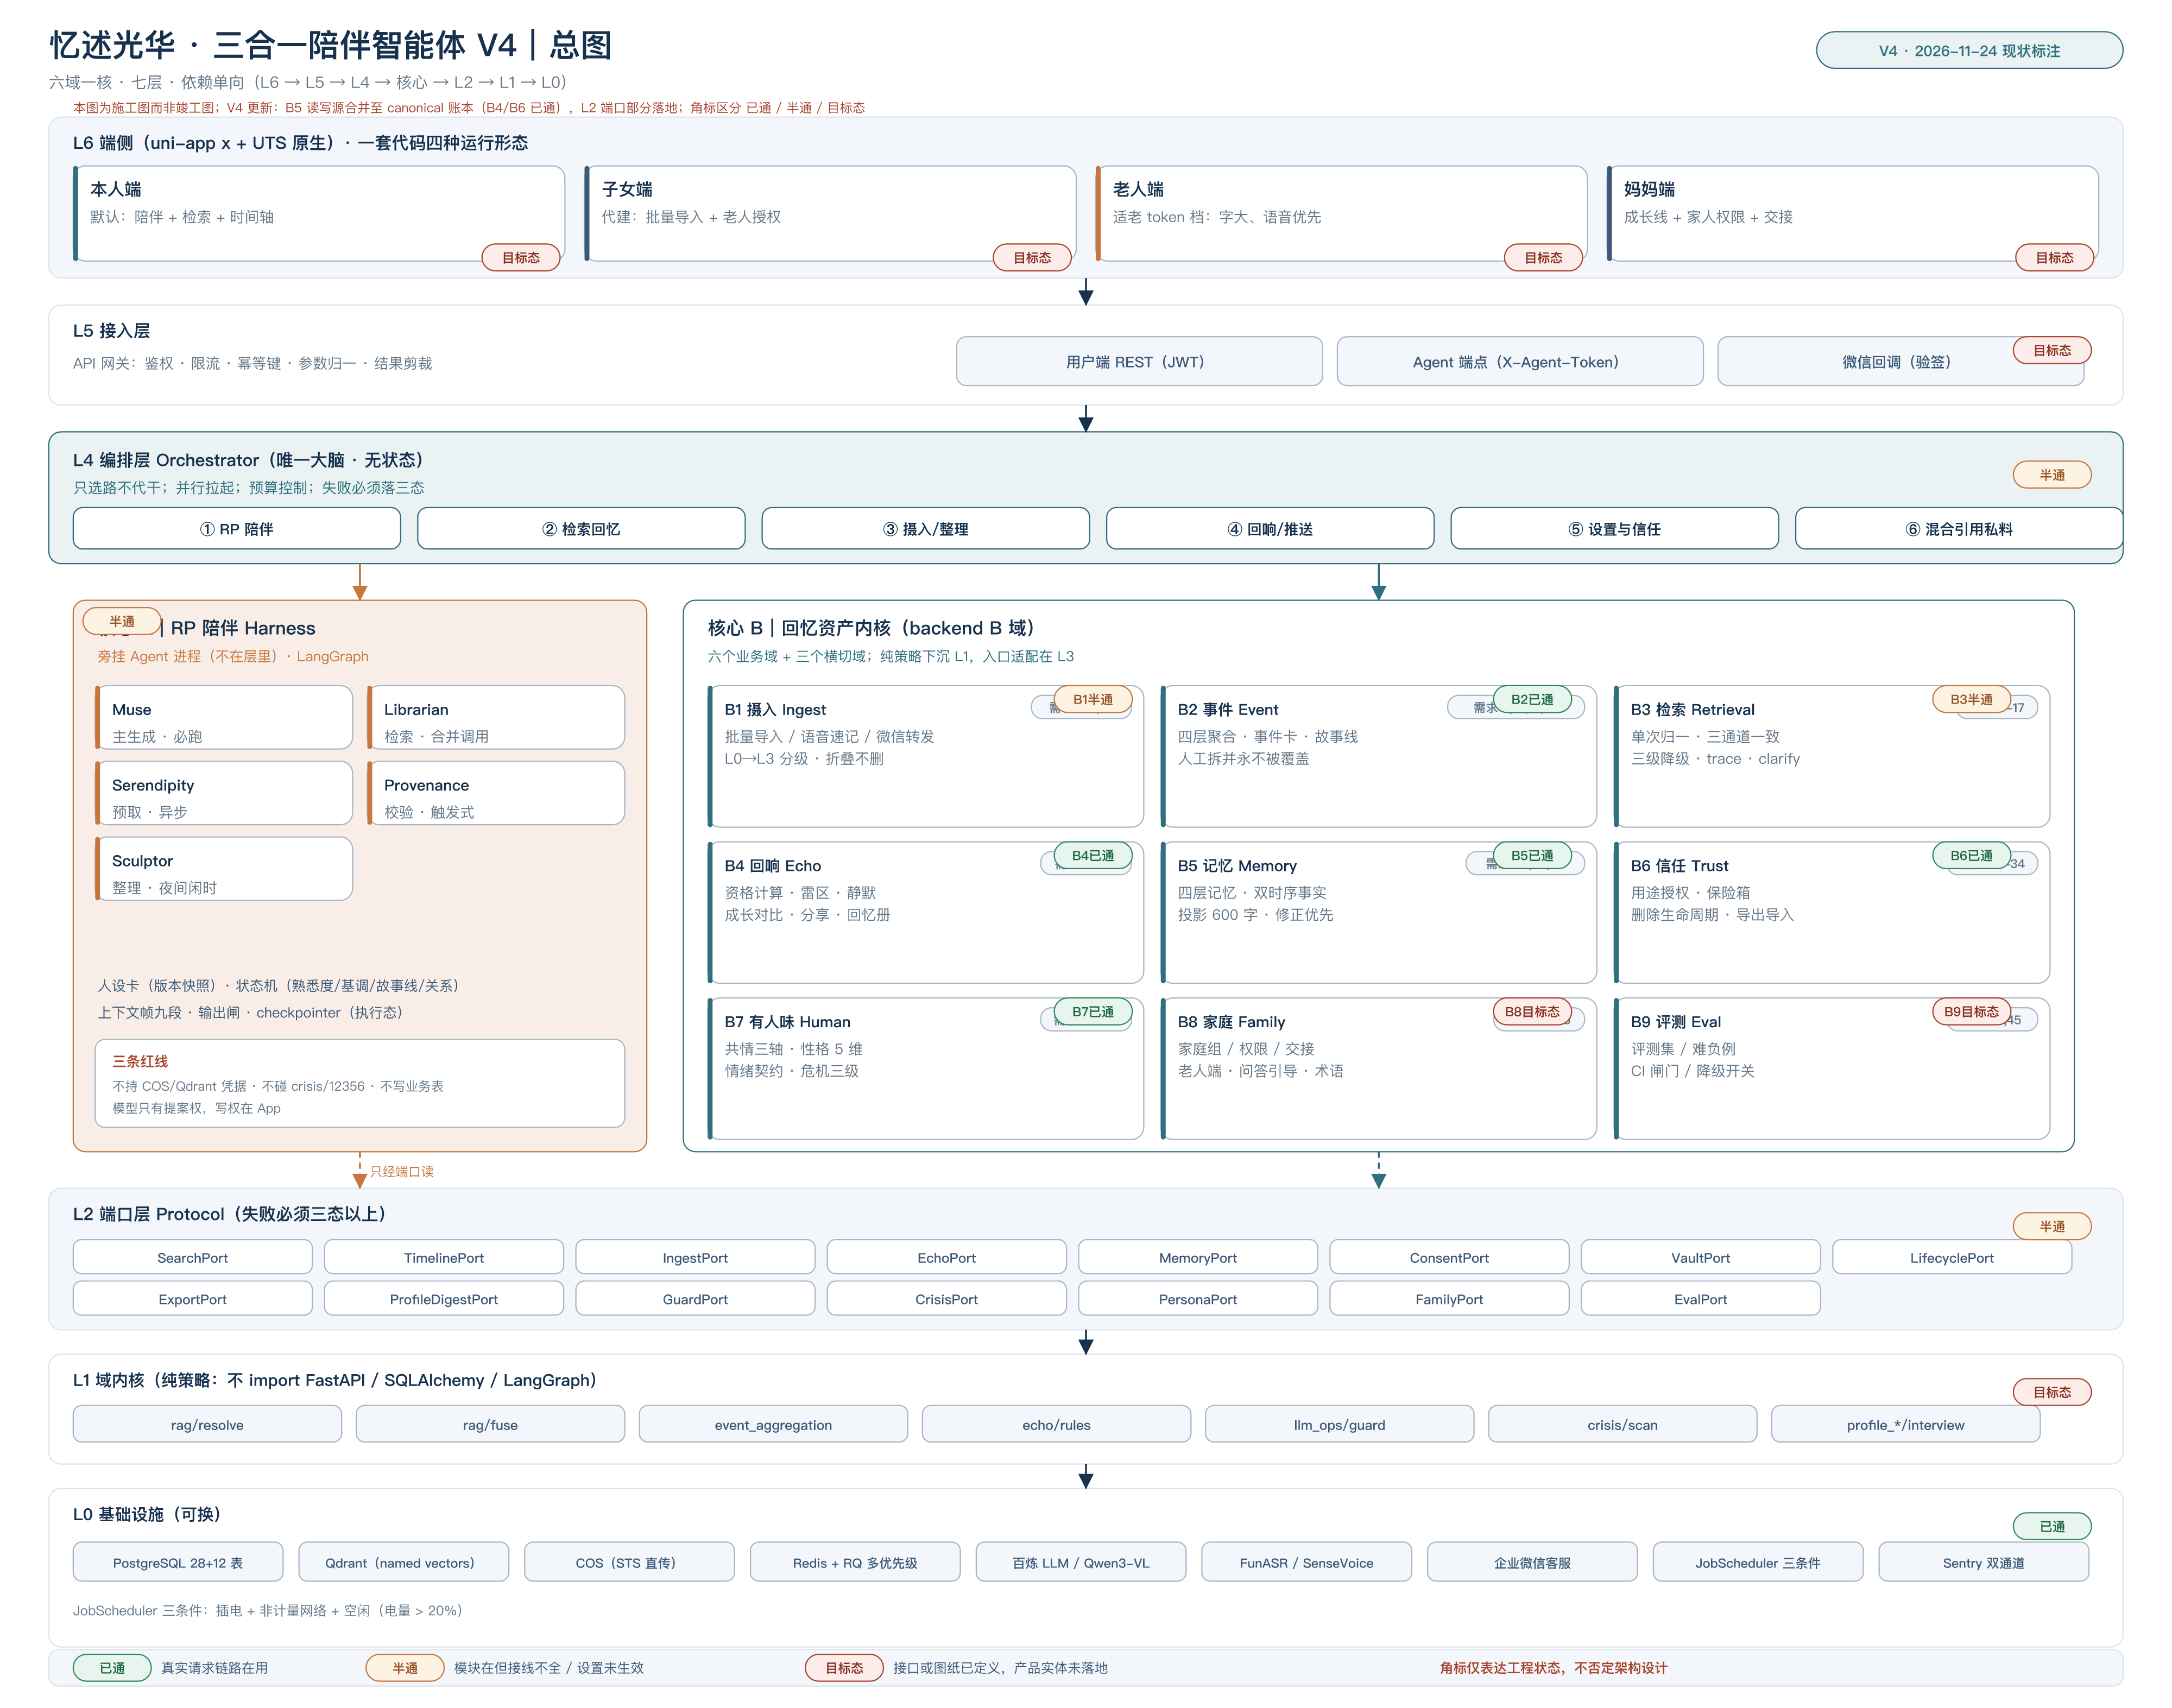 忆述光华 · 三合一陪伴智能体 V4｜总图
V4 · 2026-11-24 现状标注
六域一核 · 七层 · 依赖单向（L6 → L5 → L4 → 核心 → L2 → L1 → L0）
本图为施工图而非竣工图；V4 更新：B5 读写源合并至 canonical 账本（B4/B6 已通），L2 端口部分落地；角标区分 已通 / 半通 / 目标态
L6 端侧（uni-app x + UTS 原生）· 一套代码四种运行形态
本人端
默认：陪伴 + 检索 + 时间轴
目标态
子女端
代建：批量导入 + 老人授权
目标态
老人端
适老 token 档：字大、语音优先
目标态
妈妈端
成长线 + 家人权限 + 交接
目标态
L5 接入层
API 网关：鉴权 · 限流 · 幂等键 · 参数归一 · 结果剪裁
用户端 REST（JWT）
Agent 端点（X-Agent-Token）
微信回调（验签）
目标态
L4 编排层 Orchestrator（唯一大脑 · 无状态）
只选路不代干；并行拉起；预算控制；失败必须落三态
半通
① RP 陪伴
② 检索回忆
③ 摄入/整理
④ 回响/推送
⑤ 设置与信任
⑥ 混合引用私料
半通
｜RP 陪伴 Harness
旁挂 Agent 进程（不在层里）· LangGraph
Muse
主生成 · 必跑
Librarian
检索 · 合并调用
Serendipity
预取 · 异步
Provenance
校验 · 触发式
Sculptor
整理 · 夜间闲时
人设卡（版本快照）· 状态机（熟悉度/基调/故事线/关系）
上下文帧九段 · 输出闸 · checkpointer（执行态）
三条红线
不持 COS/Qdrant 凭据 · 不碰 crisis/12356 · 不写业务表
模型只有提案权，写权在 App
核心 B｜回忆资产内核（backend B 域）
六个业务域 + 三个横切域；纯策略下沉 L1，入口适配在 L3
B1 摄入 Ingest
B1半通
批量导入 / 语音速记 / 微信转发
L0→L3 分级 · 折叠不删
B2 事件 Event
需求
B2已通
四层聚合 · 事件卡 · 故事线
人工拆并永不被覆盖
B3 检索 Retrieval
B3半通
-17
单次归一 · 三通道一致
三级降级 · trace · clarify
B4 回响 Echo
B4已通
资格计算 · 雷区 · 静默
成长对比 · 分享 · 回忆册
B5 记忆 Memory
B5已通
四层记忆 · 双时序事实
投影 600 字 · 修正优先
B6 信任 Trust
B6已通
34
用途授权 · 保险箱
删除生命周期 · 导出导入
B7 有人味 Human
B7已通
共情三轴 · 性格 5 维
情绪契约 · 危机三级
B8 家庭 Family
B8目标态
家庭组 / 权限 / 交接
老人端 · 问答引导 · 术语
B9 评测 Eval
B9目标态
45
评测集 / 难负例
CI 闸门 / 降级开关
只经端口读
L2 端口层 Protocol（失败必须三态以上）
半通
SearchPort
TimelinePort
IngestPort
EchoPort
MemoryPort
ConsentPort
VaultPort
LifecyclePort
ExportPort
ProfileDigestPort
GuardPort
CrisisPort
PersonaPort
FamilyPort
EvalPort
L1 域内核（纯策略：不 import FastAPI / SQLAlchemy / LangGraph）
目标态
rag/resolve
rag/fuse
event_aggregation
echo/rules
llm_ops/guard
crisis/scan
profile_*/interview
L0 基础设施（可换）
已通
PostgreSQL 28+12 表
Qdrant（named vectors）
COS（STS 直传）
Redis + RQ 多优先级
百炼 LLM / Qwen3-VL
FunASR / SenseVoice
企业微信客服
JobScheduler 三条件
Sentry 双通道
JobScheduler 三条件：插电 + 非计量网络 + 空闲（电量 > 20%）
已通 真实请求链路在用
半通 模块在但接线不全 / 设置未生效
目标态 接口或图纸已定义，产品实体未落地
角标仅表达工程状态，不否定架构设计